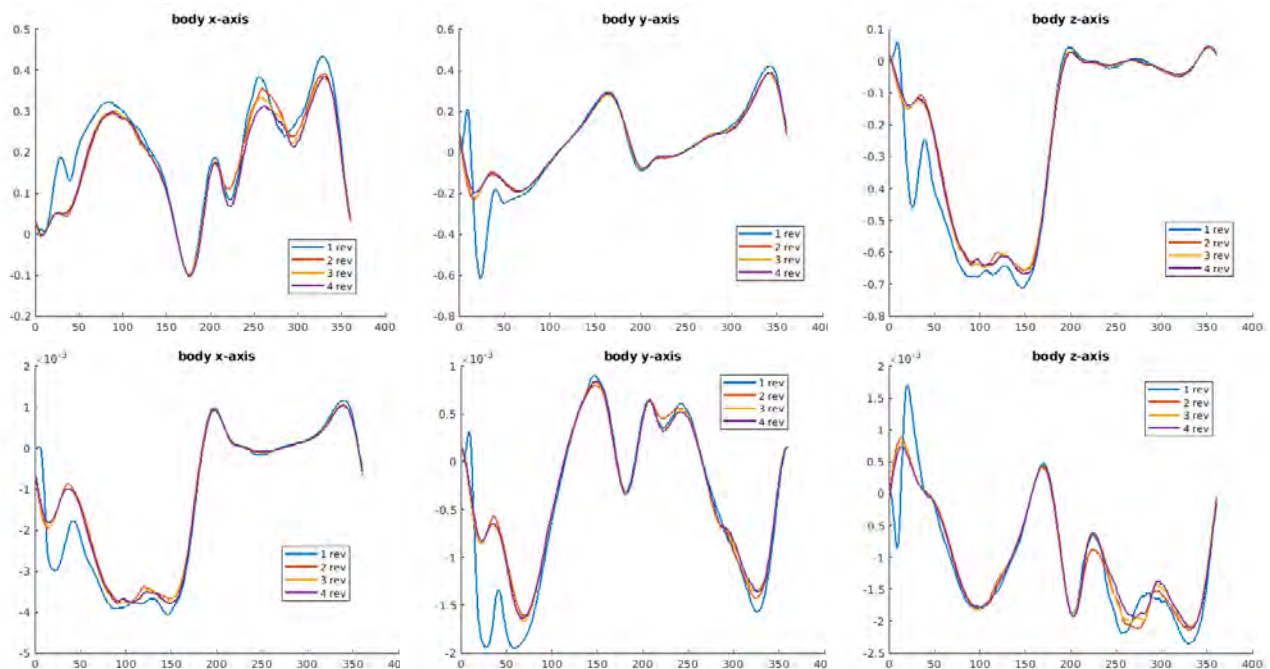 body x-axis
0.6
0.5
0.4
0.3
0.2
0.1
0
-0.1
-0.2
1 rev
2 rev
3 rev
4 rev
0 50 100 150 200 250 300 350 400
body y-axis
0.6
0.4
0.2
0
-0.2
-0.4
-0.6
-0.8
1 rev
2 rev
3 rev
4 rev
0 50 100 150 200 250 300 350 400
body z-axis
0.1
0
-0.1
-0.2
-0.3
-0.4
-0.5
-0.6
-0.7
-0.8
1 rev
2 rev
3 rev
4 rev
0 50 100 150 200 250 300 350 400
body x-axis
×10⁻³
2
1
0
-1
-2
-3
-4
-5
1 rev
2 rev
3 rev
4 rev
0 50 100 150 200 250 300 350 400
body y-axis
×10⁻³
1
0.5
0
-0.5
-1
-1.5
-2
1 rev
2 rev
3 rev
4 rev
0 50 100 150 200 250 300 350 400
body z-axis
×10⁻³
2
1.5
1
0.5
0
-0.5
-1
-1.5
-2
-2.5
1 rev
2 rev
3 rev
4 rev
0 50 100 150 200 250 300 350 400